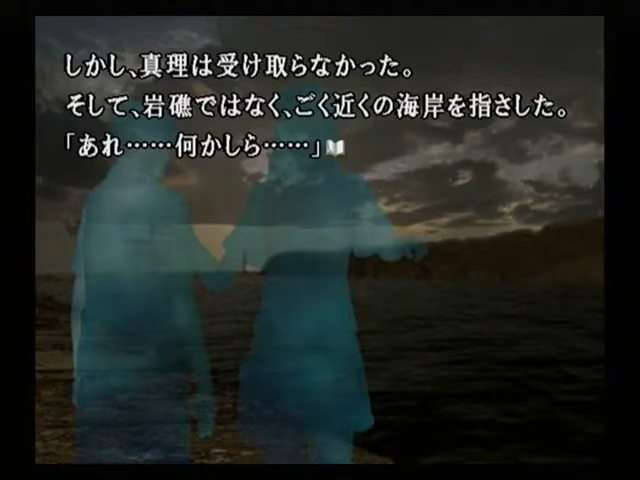 しかし、真理は受け取らなかった。
そして、岩礁ではなく、ごく近くの海岸を指さした。
「あれ……何かしら……」